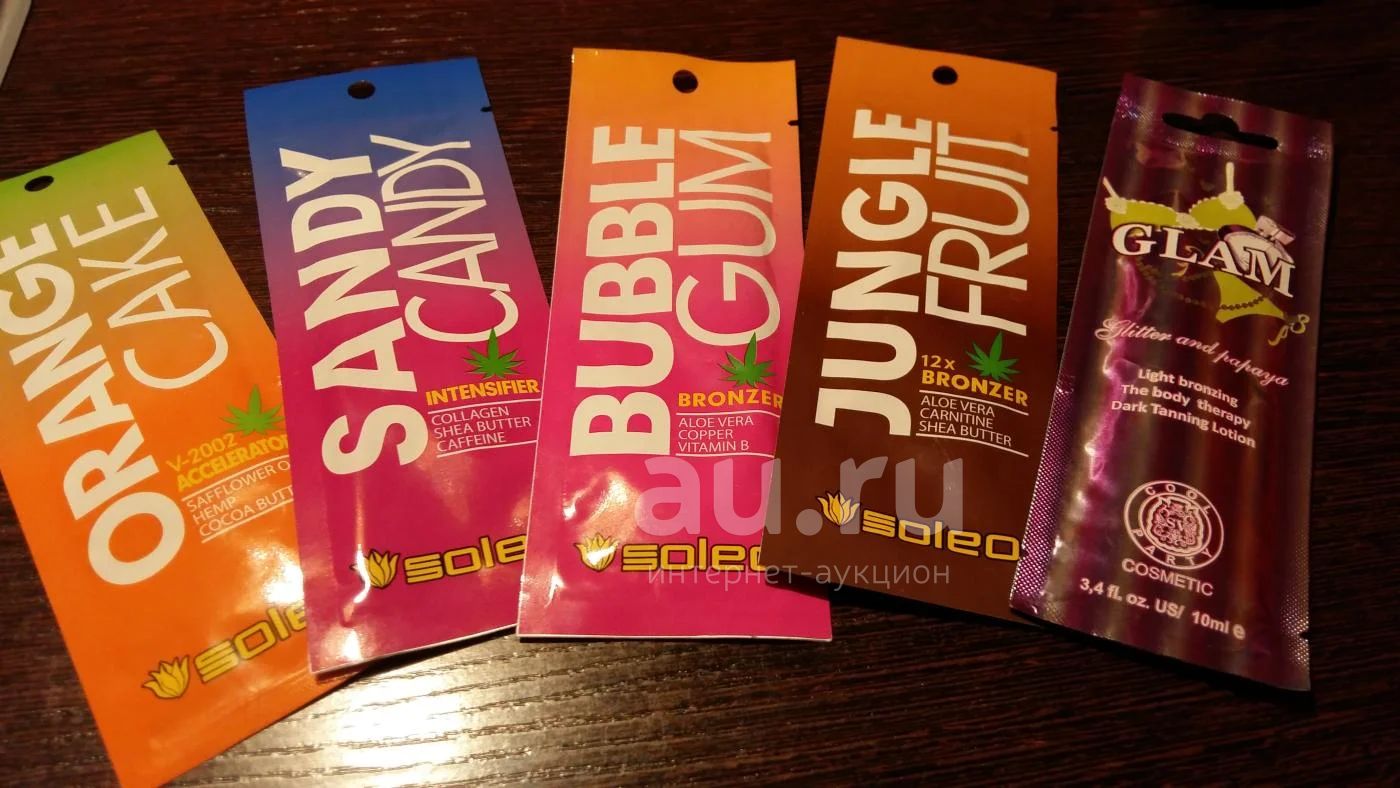 ORANGE
CAKE
V-2002
ACCELERATOR
SAFFLOWER O
HEMP
COCOA BUTT
sole
SANDY
CANDY
INTENSIFIER
COLLAGEN
SHEA BUTTER
CAFFEINE
soleo
BUBBLE
GUM
BRONZER
ALOE VERA
COPPER
VITAMIN B
soleo
JUNGLE
FRUIT
12x
BRONZER
ALOE VERA
CARNITINE
SHEA BUTTER
soleo
GLAM
Glitter and papaya
Light bronzing
The body therapy
Dark Tanning Lotion
COOL
PARTY
COSMETIC
3,4 fl. oz. US/ 10ml e
au.ru
интернет-аукцион